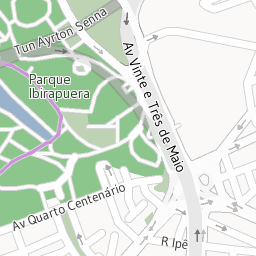 Tun Ayrton Senna
Av Vinte e Três de Maio
Parque
Ibirapuera
Av Quarto Centenário
R Ipê